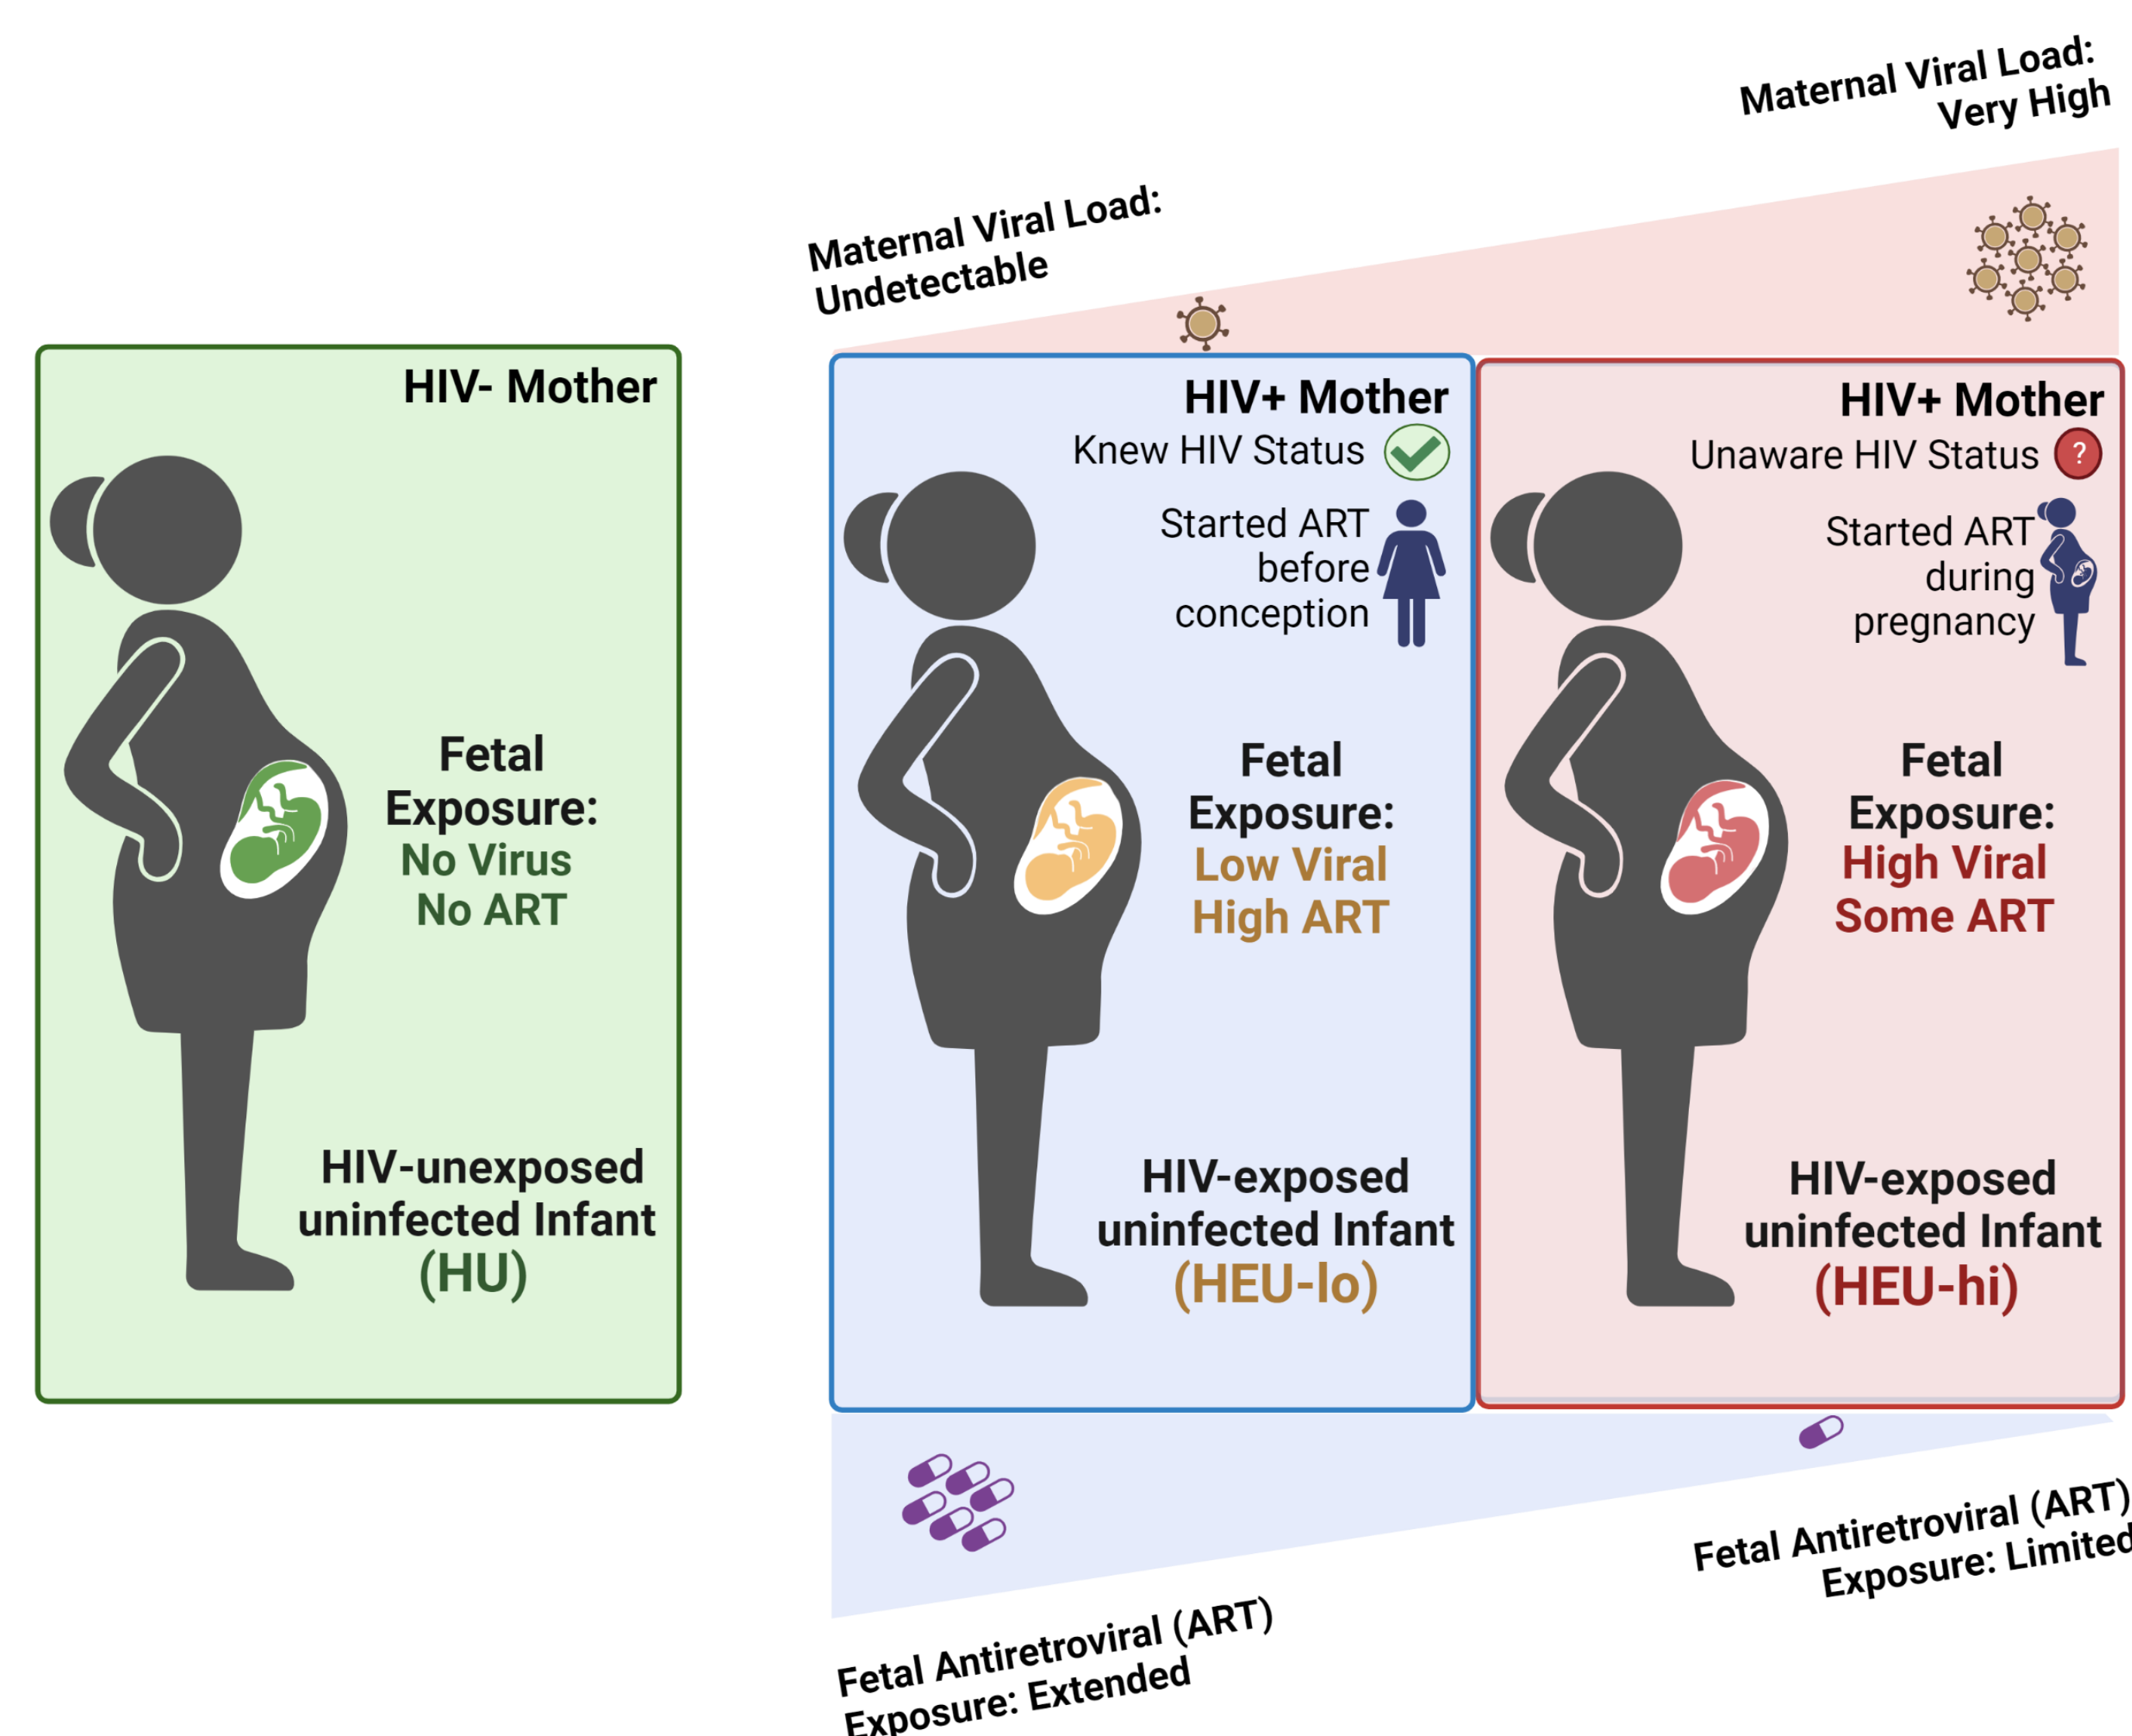 Maternal Viral Load:
Very High
Maternal Viral Load:
Undetectable
HIV- Mother
Fetal
Exposure:
No Virus
No ART
HIV-unexposed
uninfected Infant
(HU)
HIV+ Mother
Knew HIV Status
Started ART
before
conception
Fetal
Exposure:
Low Viral
High ART
HIV-exposed
uninfected Infant
(HEU-lo)
HIV+ Mother
Unaware HIV Status ?
Started ART
during
pregnancy
Fetal
Exposure:
High Viral
Some ART
HIV-exposed
uninfected Infant
(HEU-hi)
Fetal Antiretroviral (ART)
Exposure: Limited
Fetal Antiretroviral (ART)
Exposure: Extended